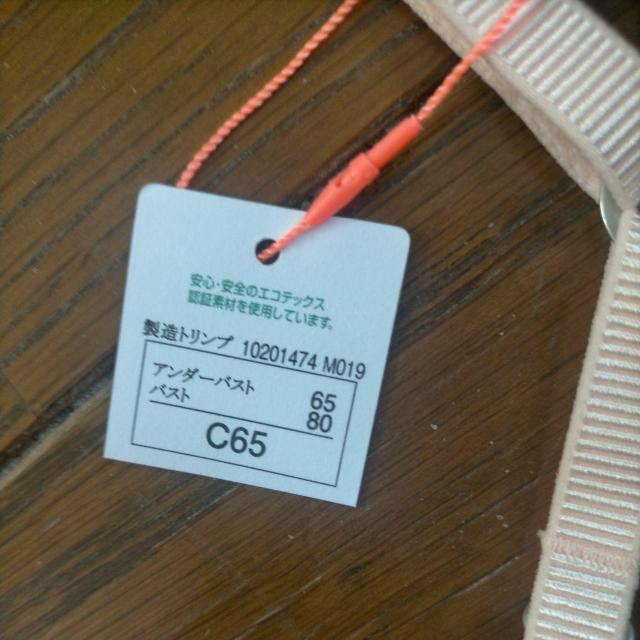 安心・安全のエコテックス
認証素材を使用しています。
製造トリンプ 10201474 M019
アンダーバスト 65
バスト 80
C65